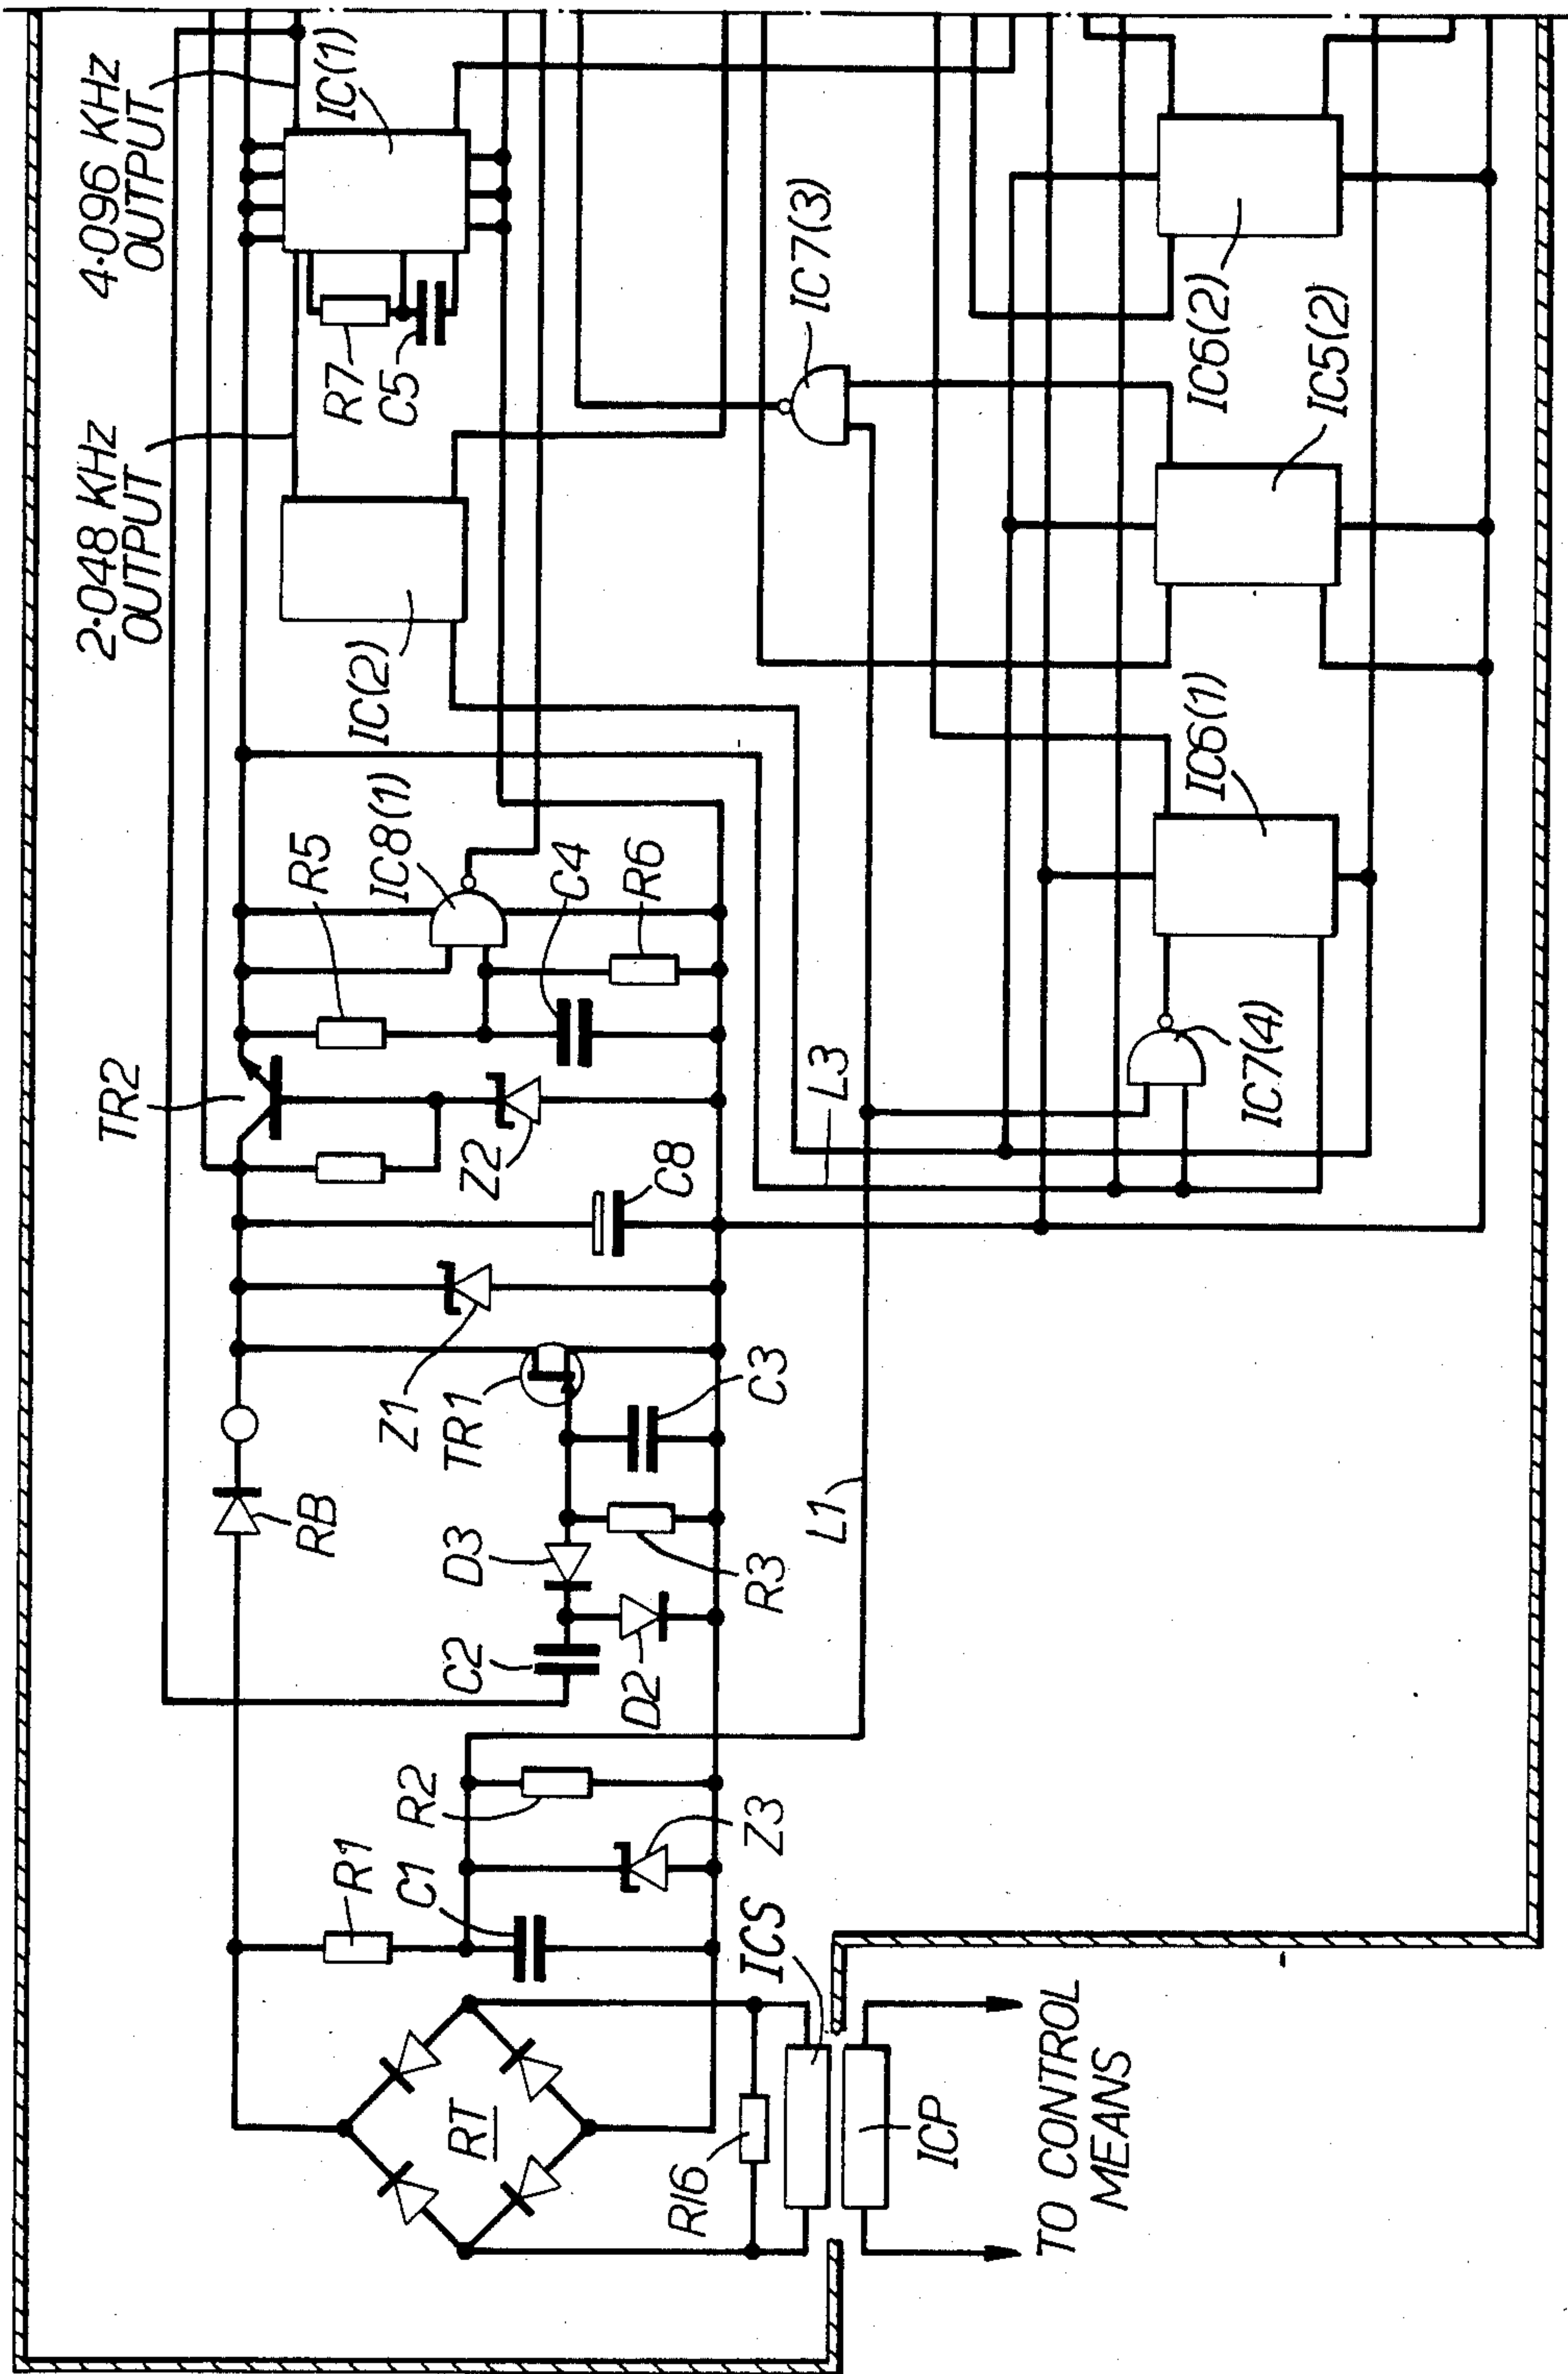 2·048 KHz
OUTPUT
4·096 KHz
OUTPUT
TR2
RB
R1
C1
R2
C2
D3
D2
R3
Z1
TR1
C3
C8
Z2
R5
IC8(1)
C4
R6
IC(2)
R7
C5
IC(1)
RT
R16
ICS
Z3
ICP
TO CONTROL
MEANS
L1
L3
IC7(4)
IC6(1)
IC7(3)
IC5(2)
IC6(2)